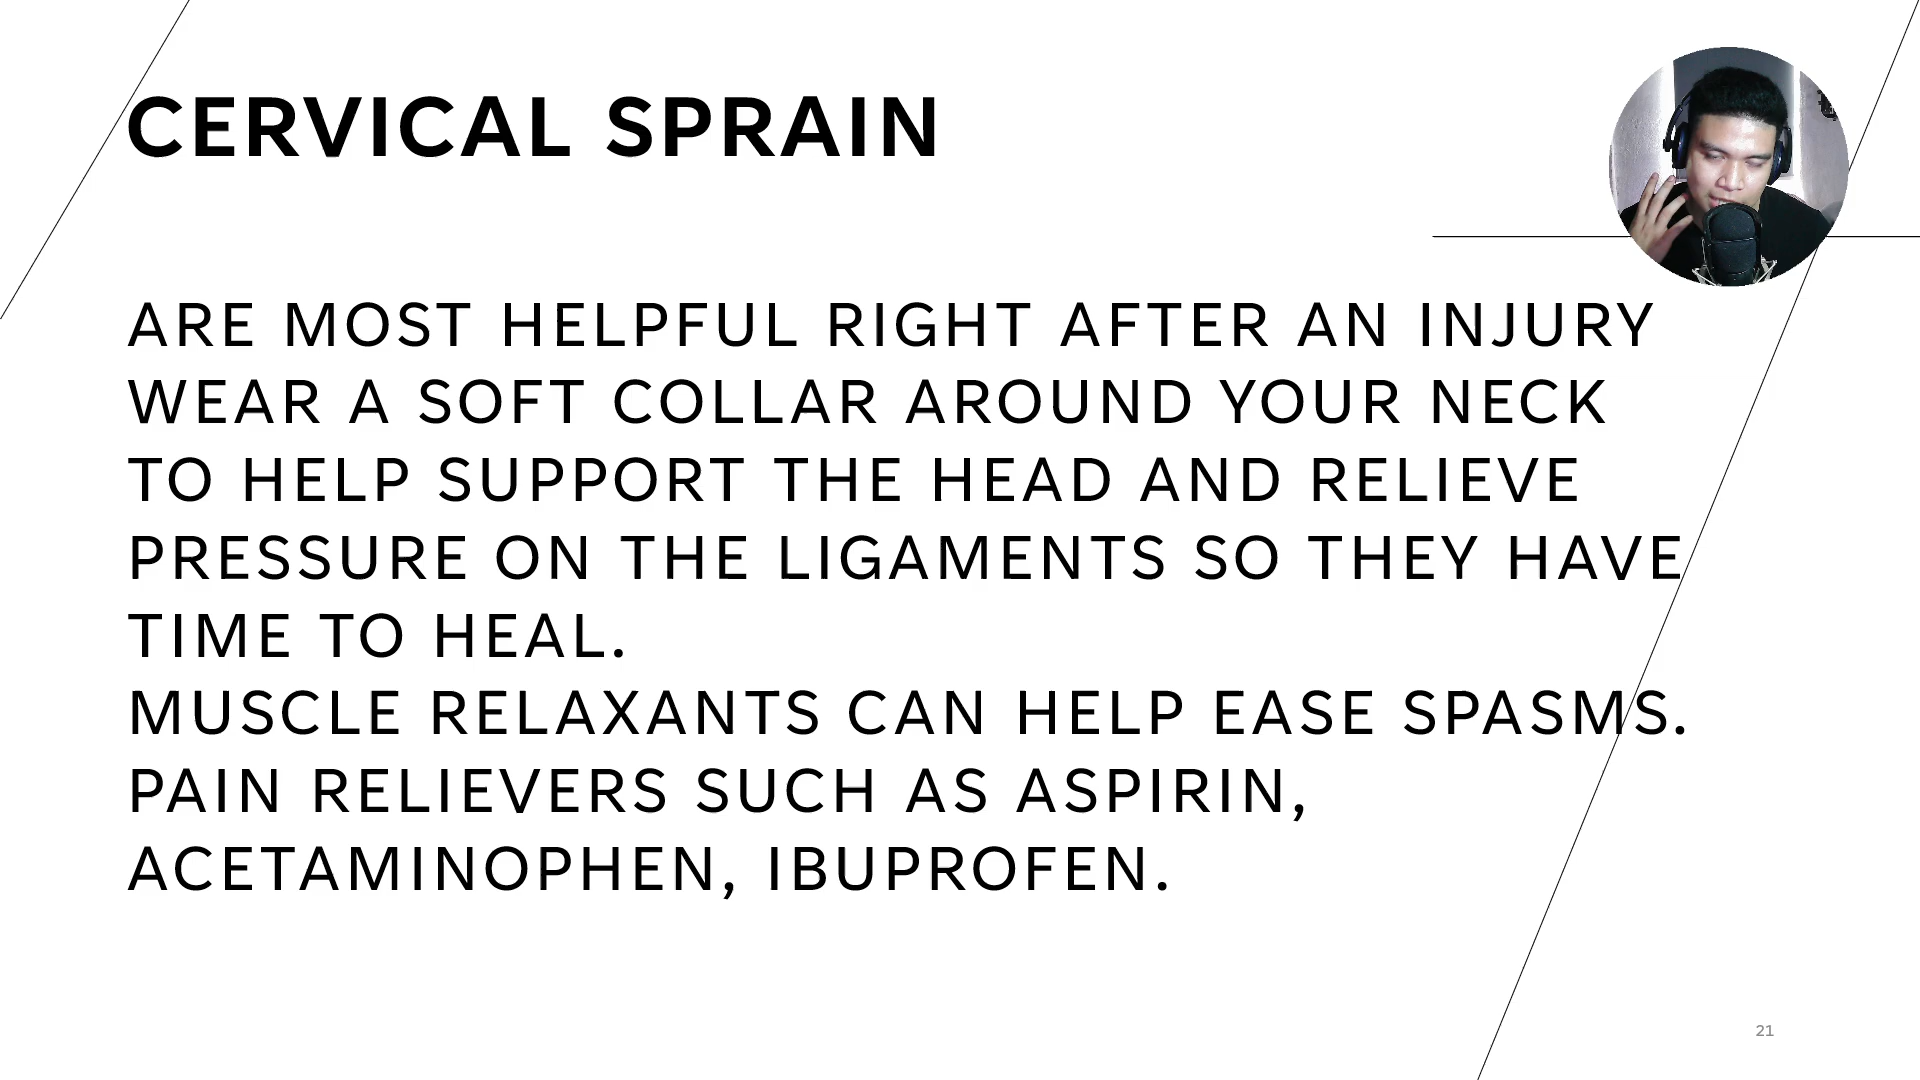 CERVICAL SPRAIN
ARE MOST HELPFUL RIGHT AFTER AN INJURY
WEAR A SOFT COLLAR AROUND YOUR NECK
TO HELP SUPPORT THE HEAD AND RELIEVE
PRESSURE ON THE LIGAMENTS SO THEY HAVE
TIME TO HEAL.
MUSCLE RELAXANTS CAN HELP EASE SPASMS.
PAIN RELIEVERS SUCH AS ASPIRIN,
ACETAMINOPHEN, IBUPROFEN.
21